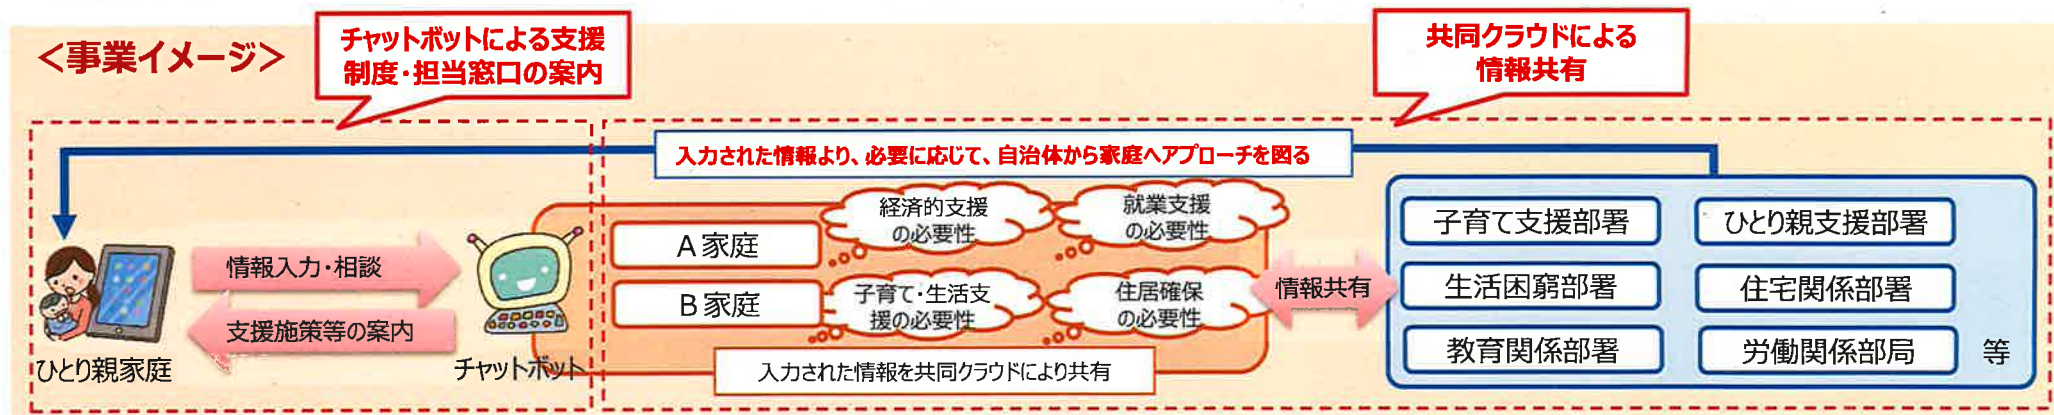 <事業イメージ>
チャットボットによる支援
制度・担当窓口の案内
共同クラウドによる
情報共有
入力された情報より、必要に応じて、自治体から家庭へアプローチを図る
ひとり親家庭
情報入力・相談
支援施策等の案内
チャットボット
A家庭
経済的支援
の必要性
就業支援
の必要性
B家庭
子育て・生活支
援の必要性
住居確保
の必要性
入力された情報を共同クラウドにより共有
情報共有
子育て支援部署
ひとり親支援部署
生活困窮部署
住宅関係部署
教育関係部署
労働関係部局
等